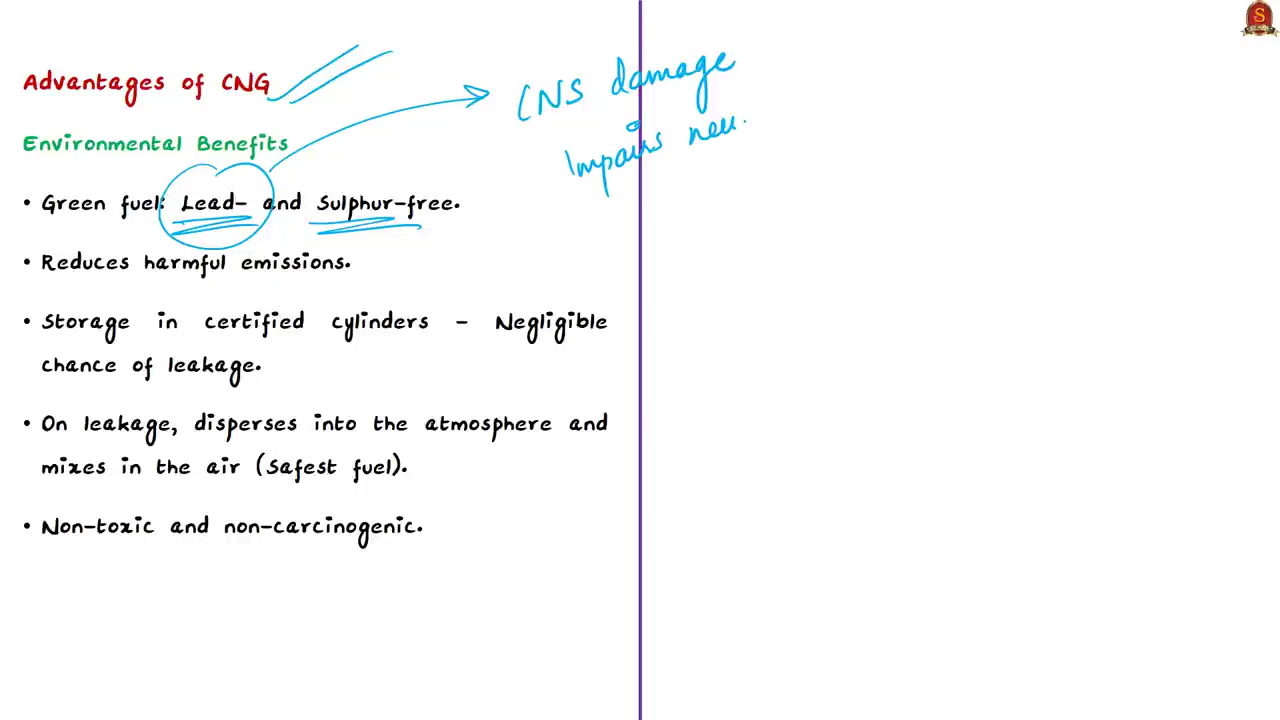 Advantages of CNG
CNS damage
Impairs neu.
Environmental Benefits
• Green fuel: Lead- and Sulphur-free.
• Reduces harmful emissions.
• Storage in certified cylinders - Negligible
chance of leakage.
• On leakage, disperses into the atmosphere and
mixes in the air (Safest fuel).
• Non-toxic and non-carcinogenic.